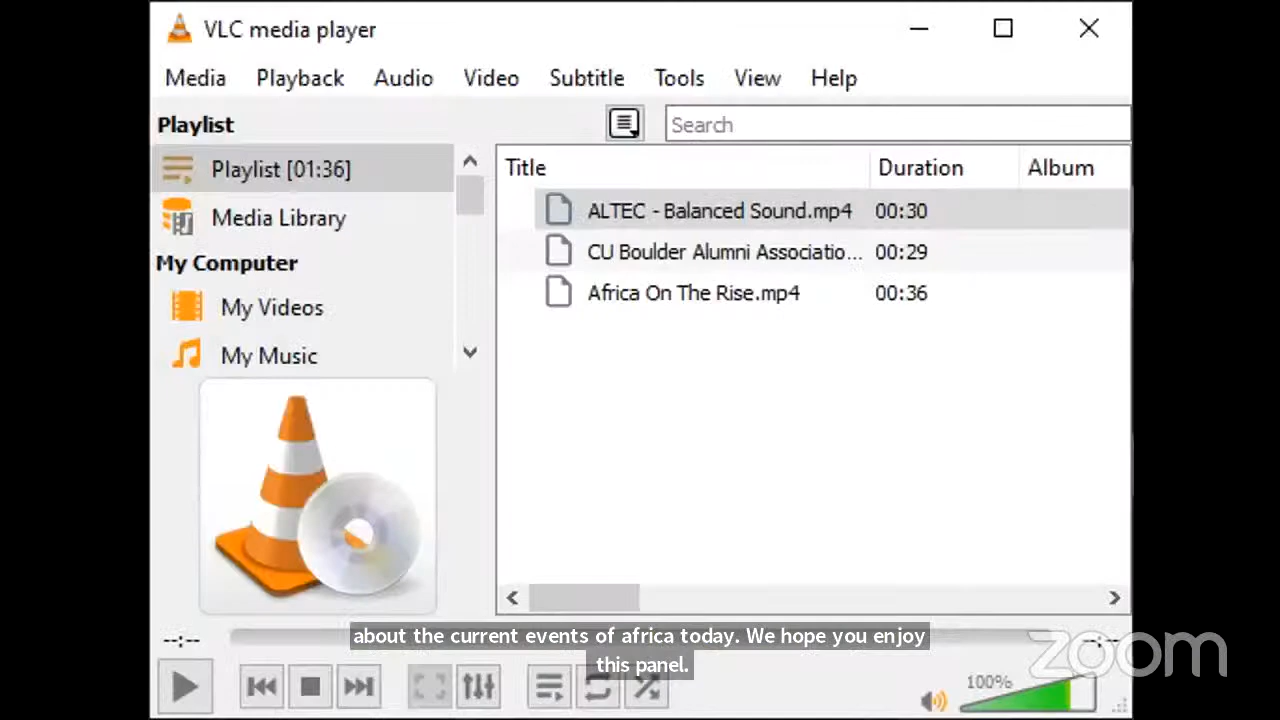 VLC media player
Media Playback Audio Video Subtitle Tools View Help
Playlist
Search
Playlist [01:36]
Media Library
My Computer
My Videos
My Music
Title Duration Album
ALTEC - Balanced Sound.mp4 00:30
CU Boulder Alumni Associatio... 00:29
Africa On The Rise.mp4 00:36
--:--
--:--
about the current events of africa today. We hope you enjoy
this panel.
zoom
100%